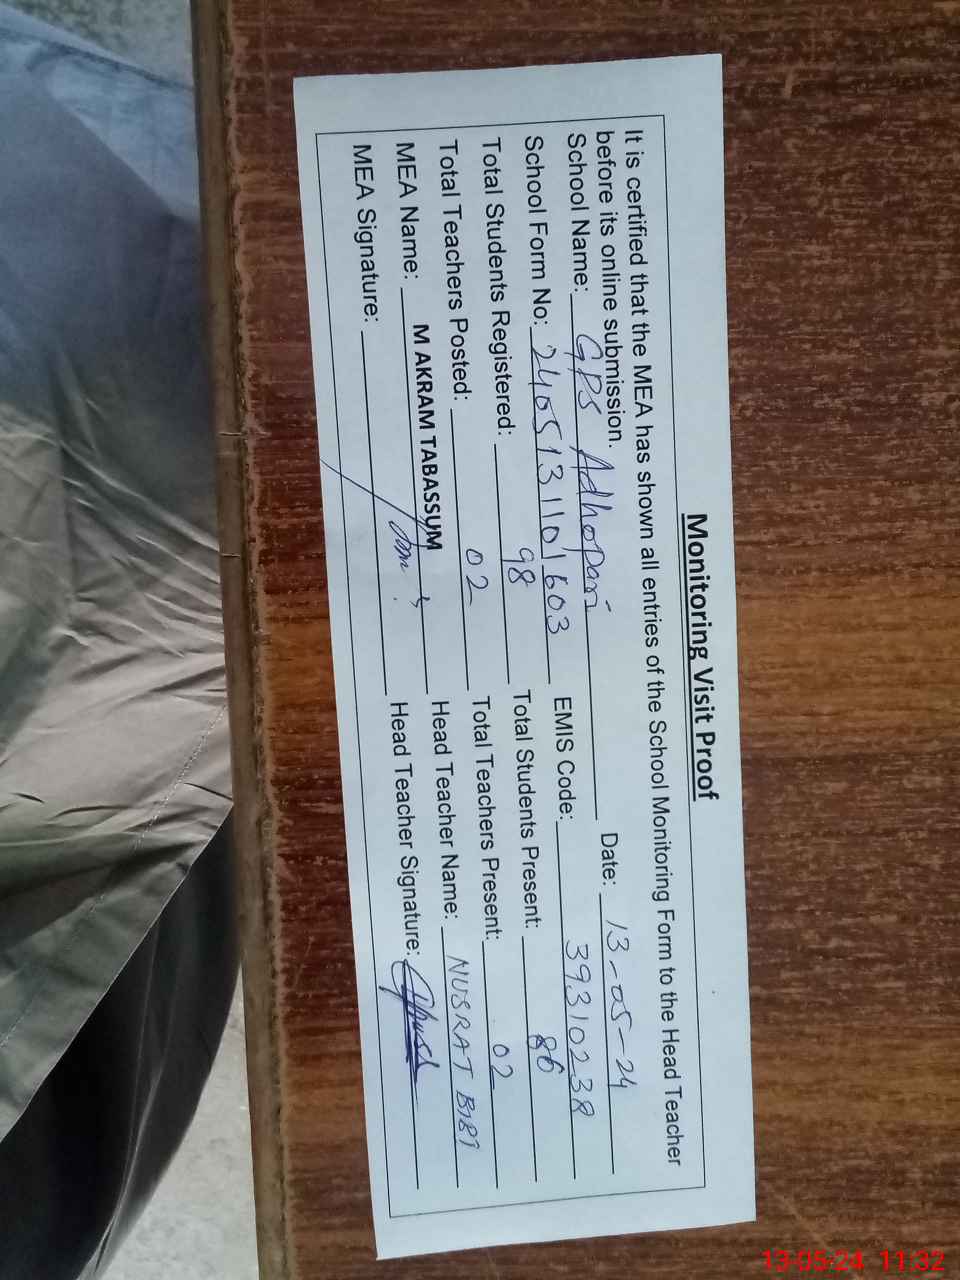 Monitoring Visit Proof
It is certified that the MEA has shown all entries of the School Monitoring Form to the Head Teacher
before its online submission.
School Name: GPS Adhopari Date: 13-05-24
School Form No: 2405131101603 EMIS Code: 39310238
Total Students Registered: 98 Total Students Present: 86
Total Teachers Posted: 02 Total Teachers Present: 02
MEA Name: M AKRAM TABASSUM Head Teacher Name: NUSRAT BIBI
MEA Signature: Head Teacher Signature:
13-05-24 11:32